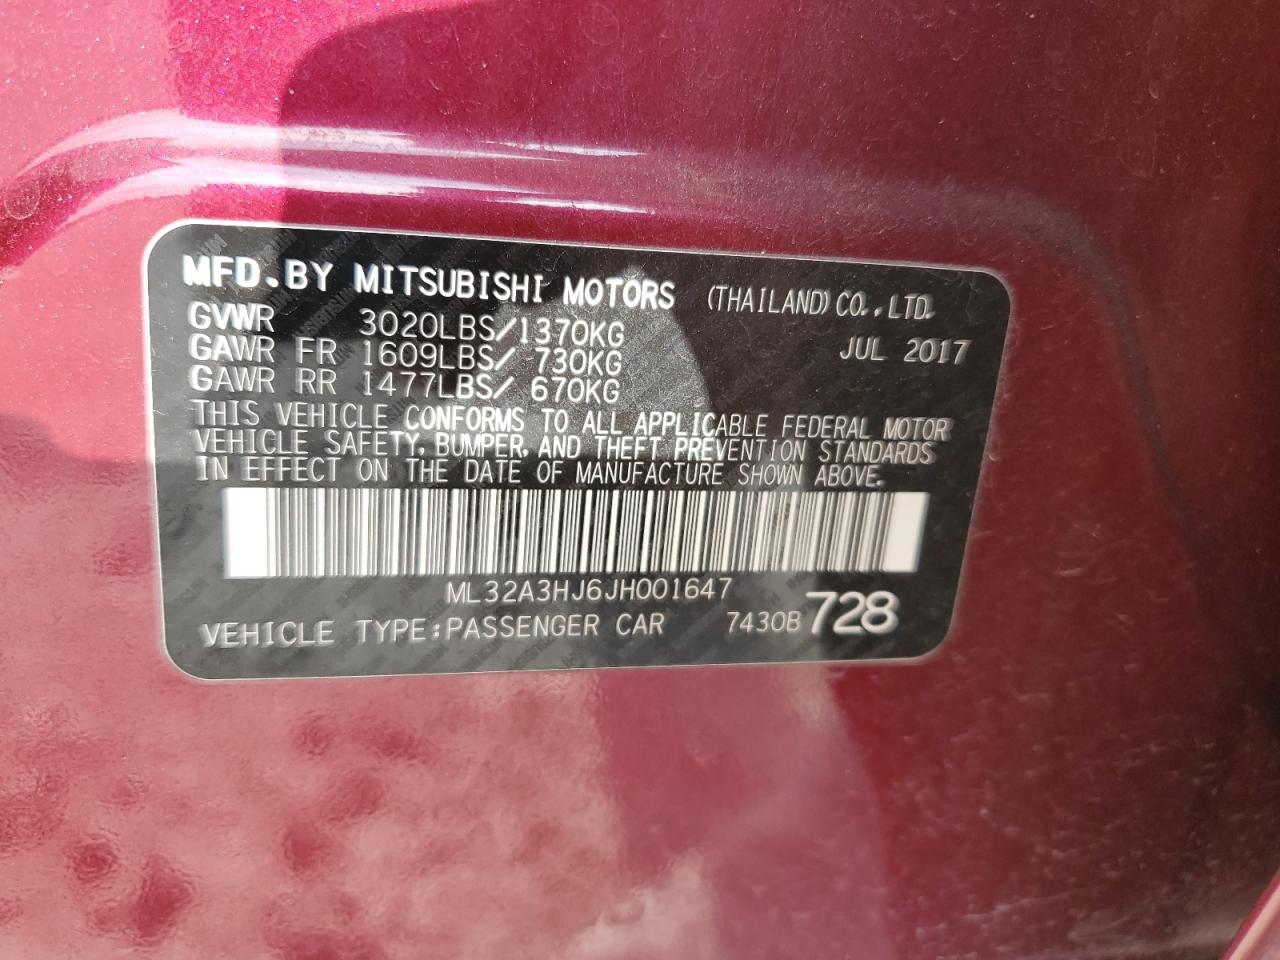 MFD. BY MITSUBISHI MOTORS (THAILAND) CO., LTD.
GVWR 3020LBS/1370KG JUL 2017
GAWR FR 1609LBS/ 730KG
GAWR RR 1477LBS/ 670KG
THIS VEHICLE CONFORMS TO ALL APPLICABLE FEDERAL MOTOR
VEHICLE SAFETY, BUMPER, AND THEFT PREVENTION STANDARDS
IN EFFECT ON THE DATE OF MANUFACTURE SHOWN ABOVE.
ML32A3HJ6JH001647
VEHICLE TYPE:PASSENGER CAR 7430B 728